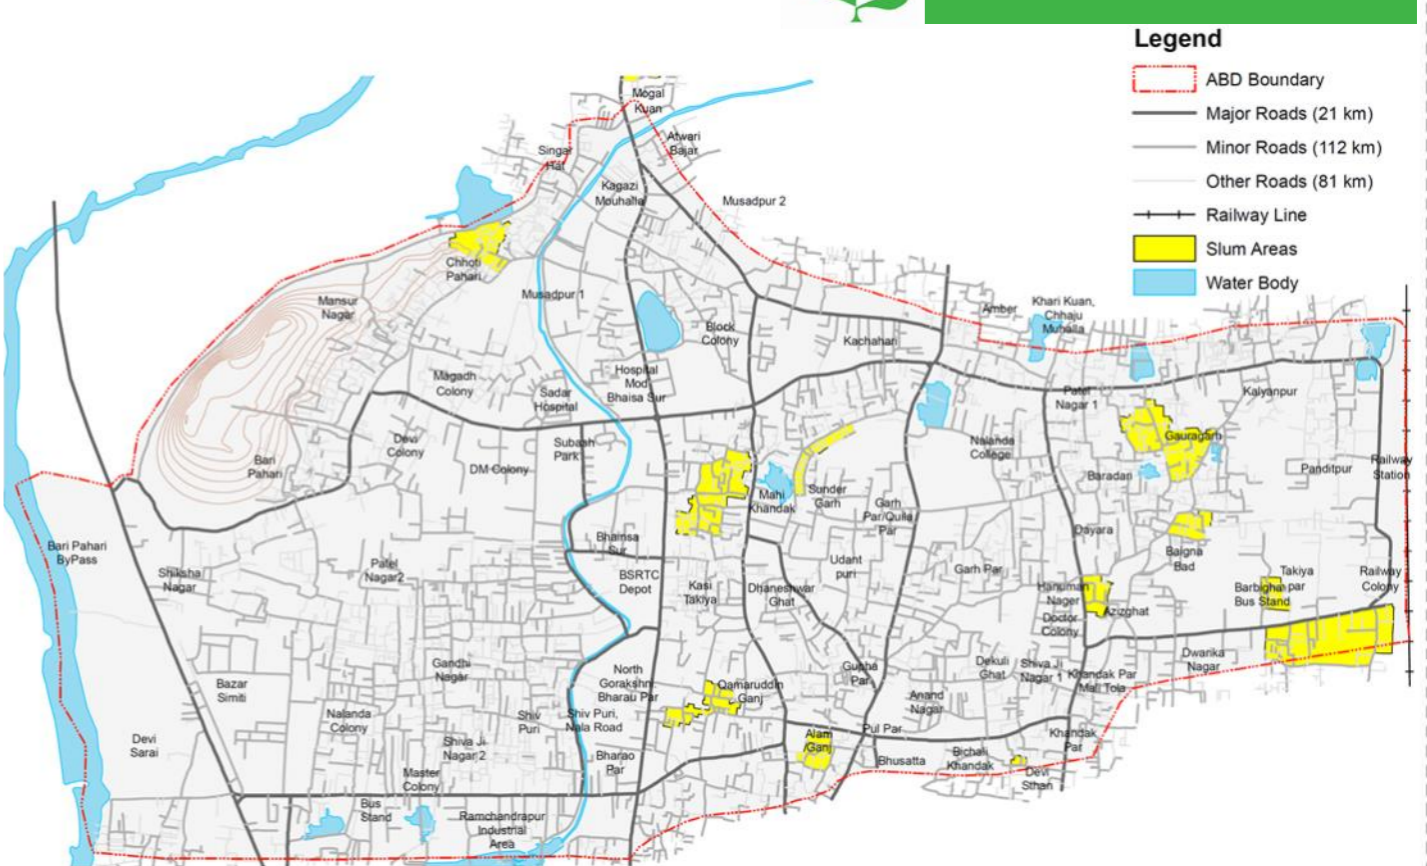 Legend
ABD Boundary
Major Roads (21 km)
Minor Roads (112 km)
Other Roads (81 km)
Railway Line
Slum Areas
Water Body
Mogal
Kuan
Atwari
Bajar
Singar
Hat
Kagazi
Mouhalla
Musadpur 2
Chhoti
Pahari
Mansur
Nagar
Musadpur 1
Block
Colony
Kachahari
Amber
Khari Kuan,
Chhaju
Muhalla
Magadh
Colony
Sadar
Hospital
Hospital
Mod
Bhaisa Sur
Patel
Nagar 1
Kalyanpur
Bari
Pahari
Devi
Colony
DM Colony
Subash
Park
Nalanda
College
Gauragarh
Baradari
Panditpur
Railway
Station
Mahi
Khandak
Sunder
Garh
Garh
Par/Quila
Par
Dayara
Baigna
Bad
Bari Pahari
ByPass
Shiksha
Nagar
Patel
Nagar2
Bhainsa
Sur
BSRTC
Depot
Kasi
Takiya
Dhaneshwar
Ghat
Udant
puri
Garh Par
Hanuman
Nager
Doctor
Colony
Azizghat
Takiya
par
Barbigha
Bus Stand
Railway
Colony
Bazar
Simiti
Gandhi
Nagar
North
Gorakshni
Bharau Par
Qamaruddin
Ganj
Gupha
Par
Dekuli
Ghat
Shiva Ji
Nagar 1
Khandak Par
Mali Tola
Dwarika
Nagar
Devi
Sarai
Nalanda
Colony
Shiva Ji
Nagar 2
Shiv
Puri
Shiv Puri,
Nala Road
Anand
Nagar
Alam
/Ganj
Pul Par
Khandak
Par
Master
Colony
Bharao
Par
Bhusatta
Bichali
Khandak
Devi
Sthan
Bus
Stand
Ramchandrapur
Industrial
Area